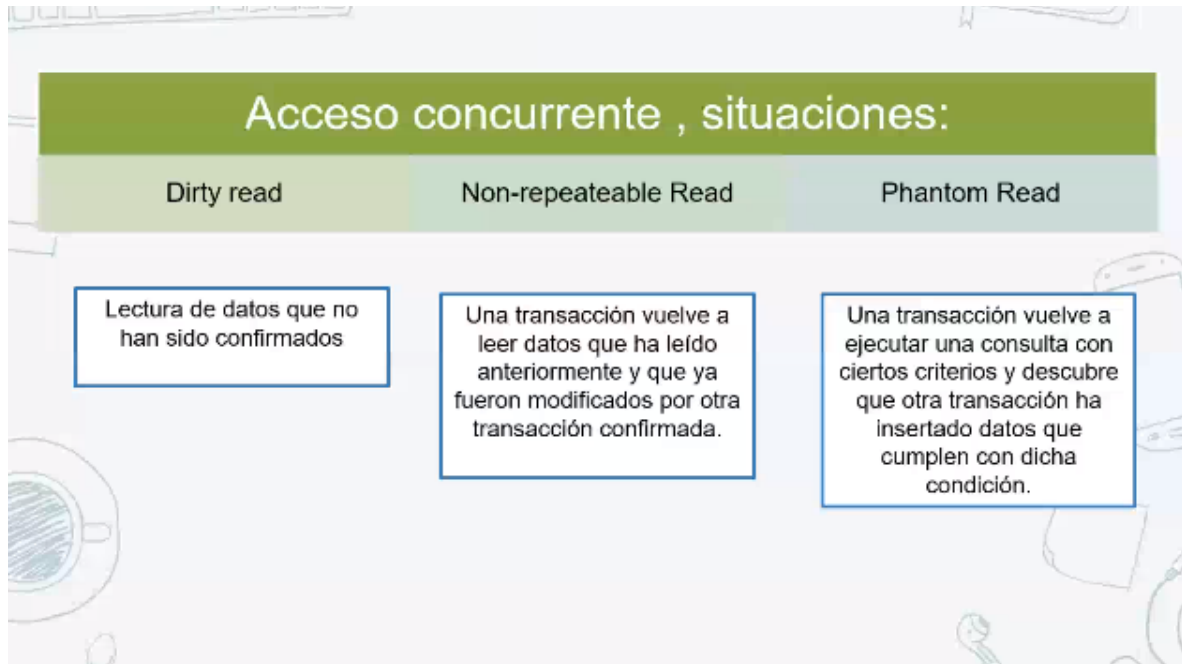 Acceso concurrente , situaciones:
Dirty read
Non-repeateable Read
Phantom Read
Lectura de datos que no
han sido confirmados
Una transacción vuelve a
leer datos que ha leído
anteriormente y que ya
fueron modificados por otra
transacción confirmada.
Una transacción vuelve a
ejecutar una consulta con
ciertos criterios y descubre
que otra transacción ha
insertado datos que
cumplen con dicha
condición.